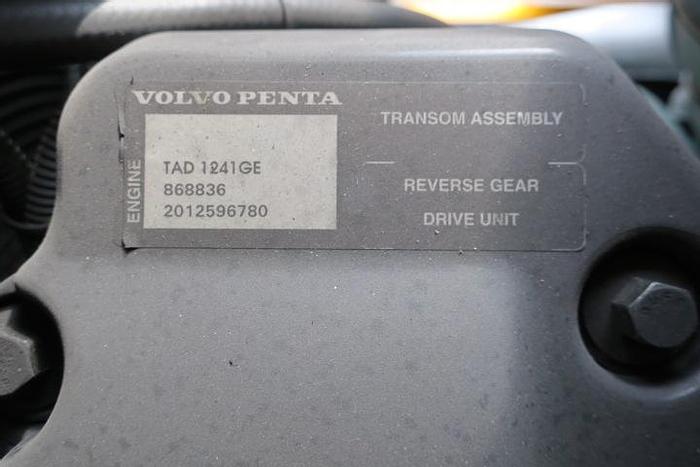 VOLVO PENTA
ENGINE
TAD 1241GE
868836
2012596780
TRANSOM ASSEMBLY
REVERSE GEAR
DRIVE UNIT